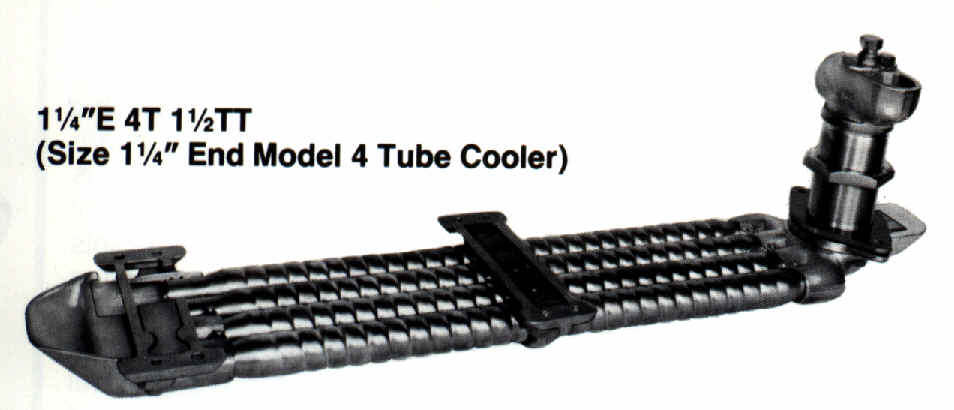 1¼"E 4T 1½TT
(Size 1¼" End Model 4 Tube Cooler)